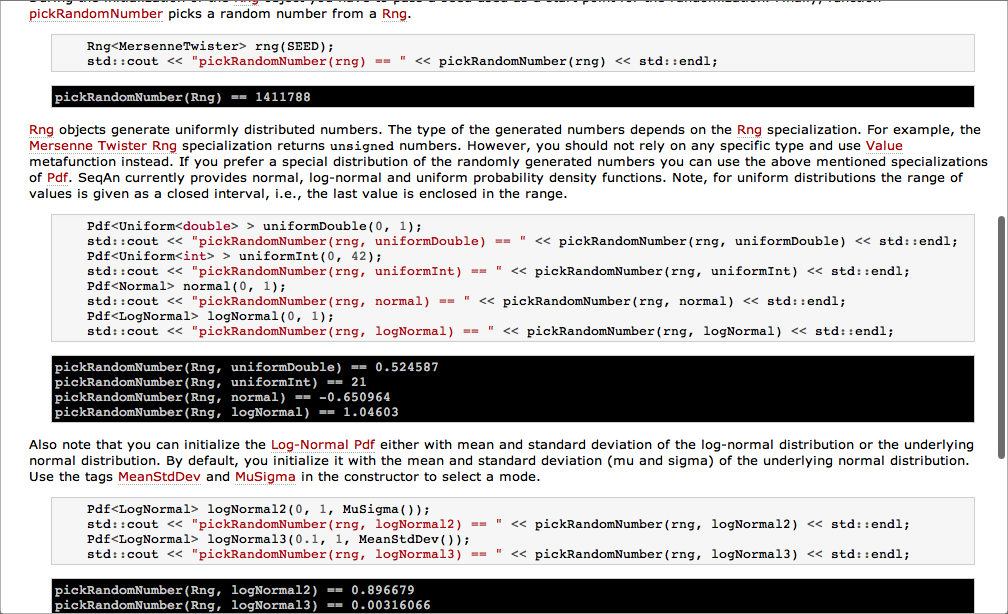 pickRandomNumber picks a random number from a Rng.
Rng<MersenneTwister> rng(SEED);
std::cout << "pickRandomNumber(rng) == " << pickRandomNumber(rng) << std::endl;
pickRandomNumber(Rng) == 1411788
Rng objects generate uniformly distributed numbers. The type of the generated numbers depends on the Rng specialization. For example, the
Mersenne Twister Rng specialization returns unsigned numbers. However, you should not rely on any specific type and use Value
metafunction instead. If you prefer a special distribution of the randomly generated numbers you can use the above mentioned specializations
of Pdf. SeqAn currently provides normal, log-normal and uniform probability density functions. Note, for uniform distributions the range of
values is given as a closed interval, i.e., the last value is enclosed in the range.
Pdf<Uniform<double> > uniformDouble(0, 1);
std::cout << "pickRandomNumber(rng, uniformDouble) == " << pickRandomNumber(rng, uniformDouble) << std::endl;
Pdf<Uniform<int> > uniformInt(0, 42);
std::cout << "pickRandomNumber(rng, uniformInt) == " << pickRandomNumber(rng, uniformInt) << std::endl;
Pdf<Normal> normal(0, 1);
std::cout << "pickRandomNumber(rng, normal) == " << pickRandomNumber(rng, normal) << std::endl;
Pdf<LogNormal> logNormal(0, 1);
std::cout << "pickRandomNumber(rng, logNormal) == " << pickRandomNumber(rng, logNormal) << std::endl;
pickRandomNumber(Rng, uniformDouble) == 0.524587
pickRandomNumber(Rng, uniformInt) == 21
pickRandomNumber(Rng, normal) == -0.650964
pickRandomNumber(Rng, logNormal) == 1.04603
Also note that you can initialize the Log-Normal Pdf either with mean and standard deviation of the log-normal distribution or the underlying
normal distribution. By default, you initialize it with the mean and standard deviation (mu and sigma) of the underlying normal distribution.
Use the tags MeanStdDev and MuSigma in the constructor to select a mode.
Pdf<LogNormal> logNormal2(0, 1, MuSigma());
std::cout << "pickRandomNumber(rng, logNormal2) == " << pickRandomNumber(rng, logNormal2) << std::endl;
Pdf<LogNormal> logNormal3(0.1, 1, MeanStdDev());
std::cout << "pickRandomNumber(rng, logNormal3) == " << pickRandomNumber(rng, logNormal3) << std::endl;
pickRandomNumber(Rng, logNormal2) == 0.896679
pickRandomNumber(Rng, logNormal3) == 0.00316066